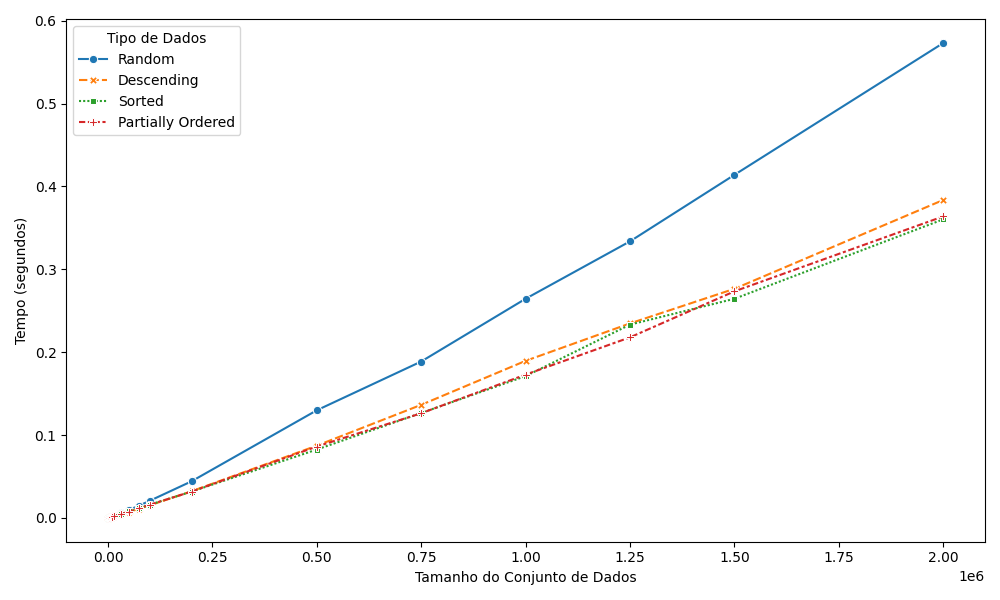 Tipo de Dados
Random
Descending
Sorted
Partially Ordered
0.6
0.5
0.4
0.3
0.2
0.1
0.0
Tempo (segundos)
0.00 0.25 0.50 0.75 1.00 1.25 1.50 1.75 2.00
1e6
Tamanho do Conjunto de Dados